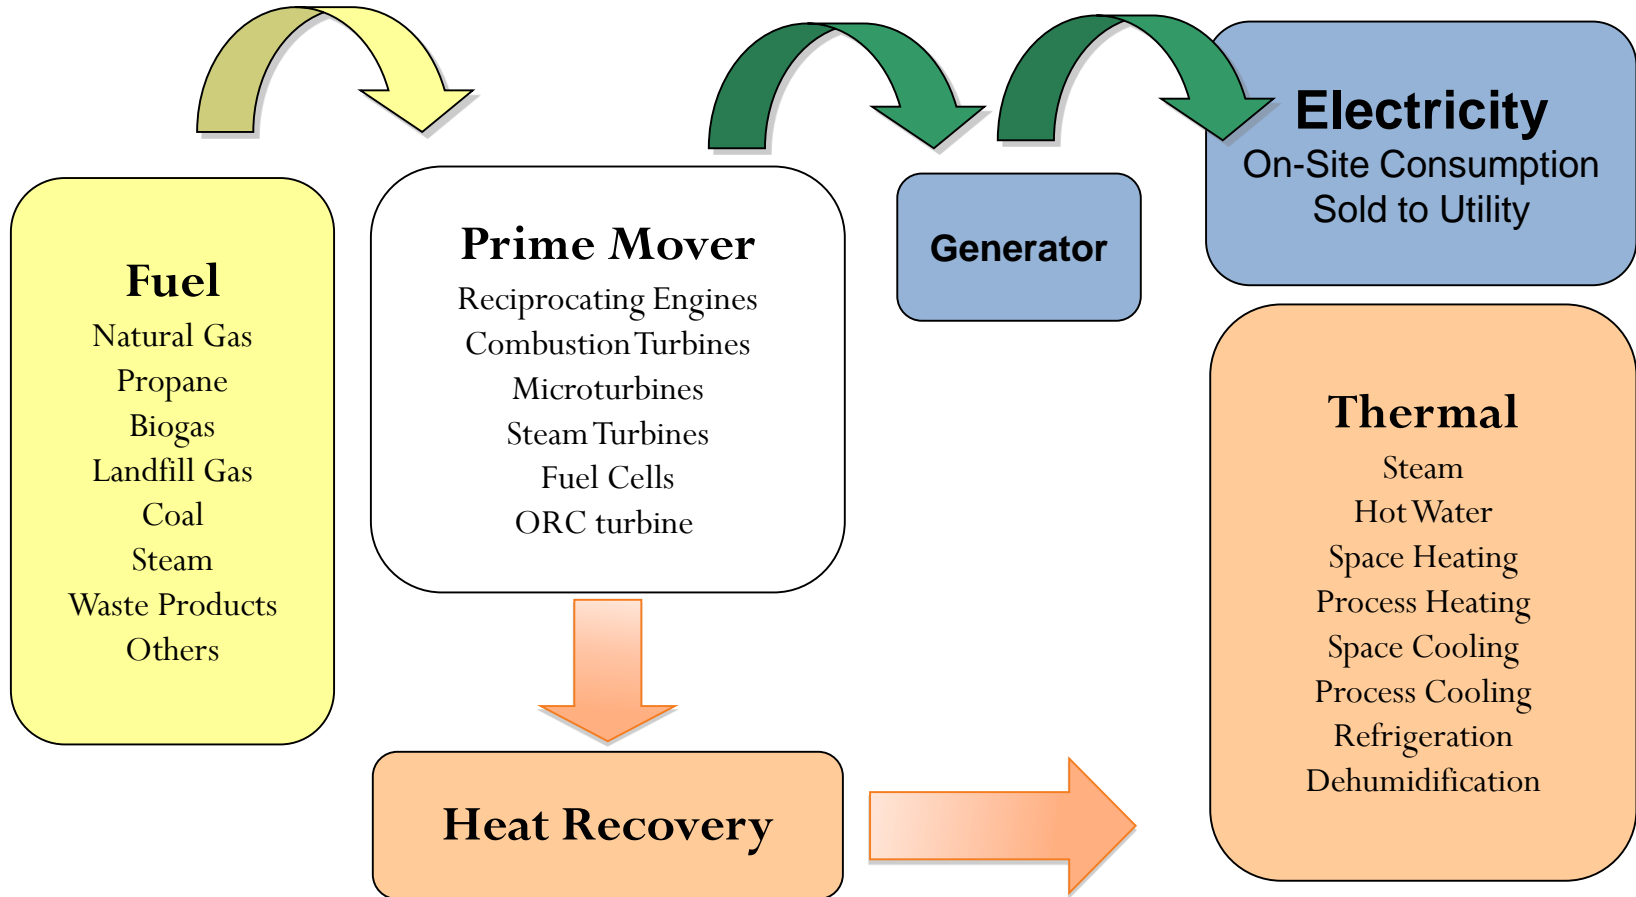 Fuel
Natural Gas
Propane
Biogas
Landfill Gas
Coal
Steam
Waste Products
Others
Prime Mover
Reciprocating Engines
Combustion Turbines
Microturbines
Steam Turbines
Fuel Cells
ORC turbine
Generator
Electricity
On-Site Consumption
Sold to Utility
Heat Recovery
Thermal
Steam
Hot Water
Space Heating
Process Heating
Space Cooling
Process Cooling
Refrigeration
Dehumidification